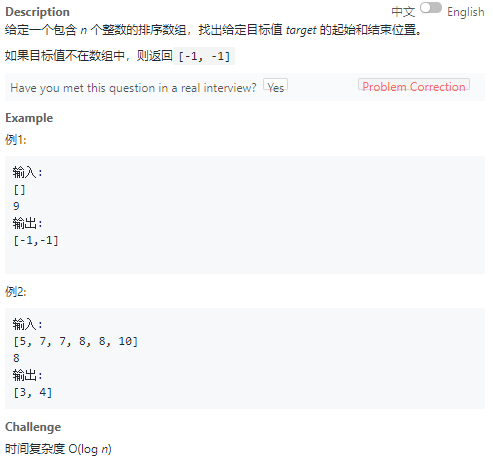 Description 中文 English
给定一个包含 n 个整数的排序数组，找出给定目标值 target 的起始和结束位置。
如果目标值不在数组中，则返回 [-1, -1]
Have you met this question in a real interview? Yes Problem Correction
Example
例1:
输入:
[]
9
输出:
[-1,-1]
例2:
输入:
[5, 7, 7, 8, 8, 10]
8
输出:
[3, 4]
Challenge
时间复杂度 O(log n)